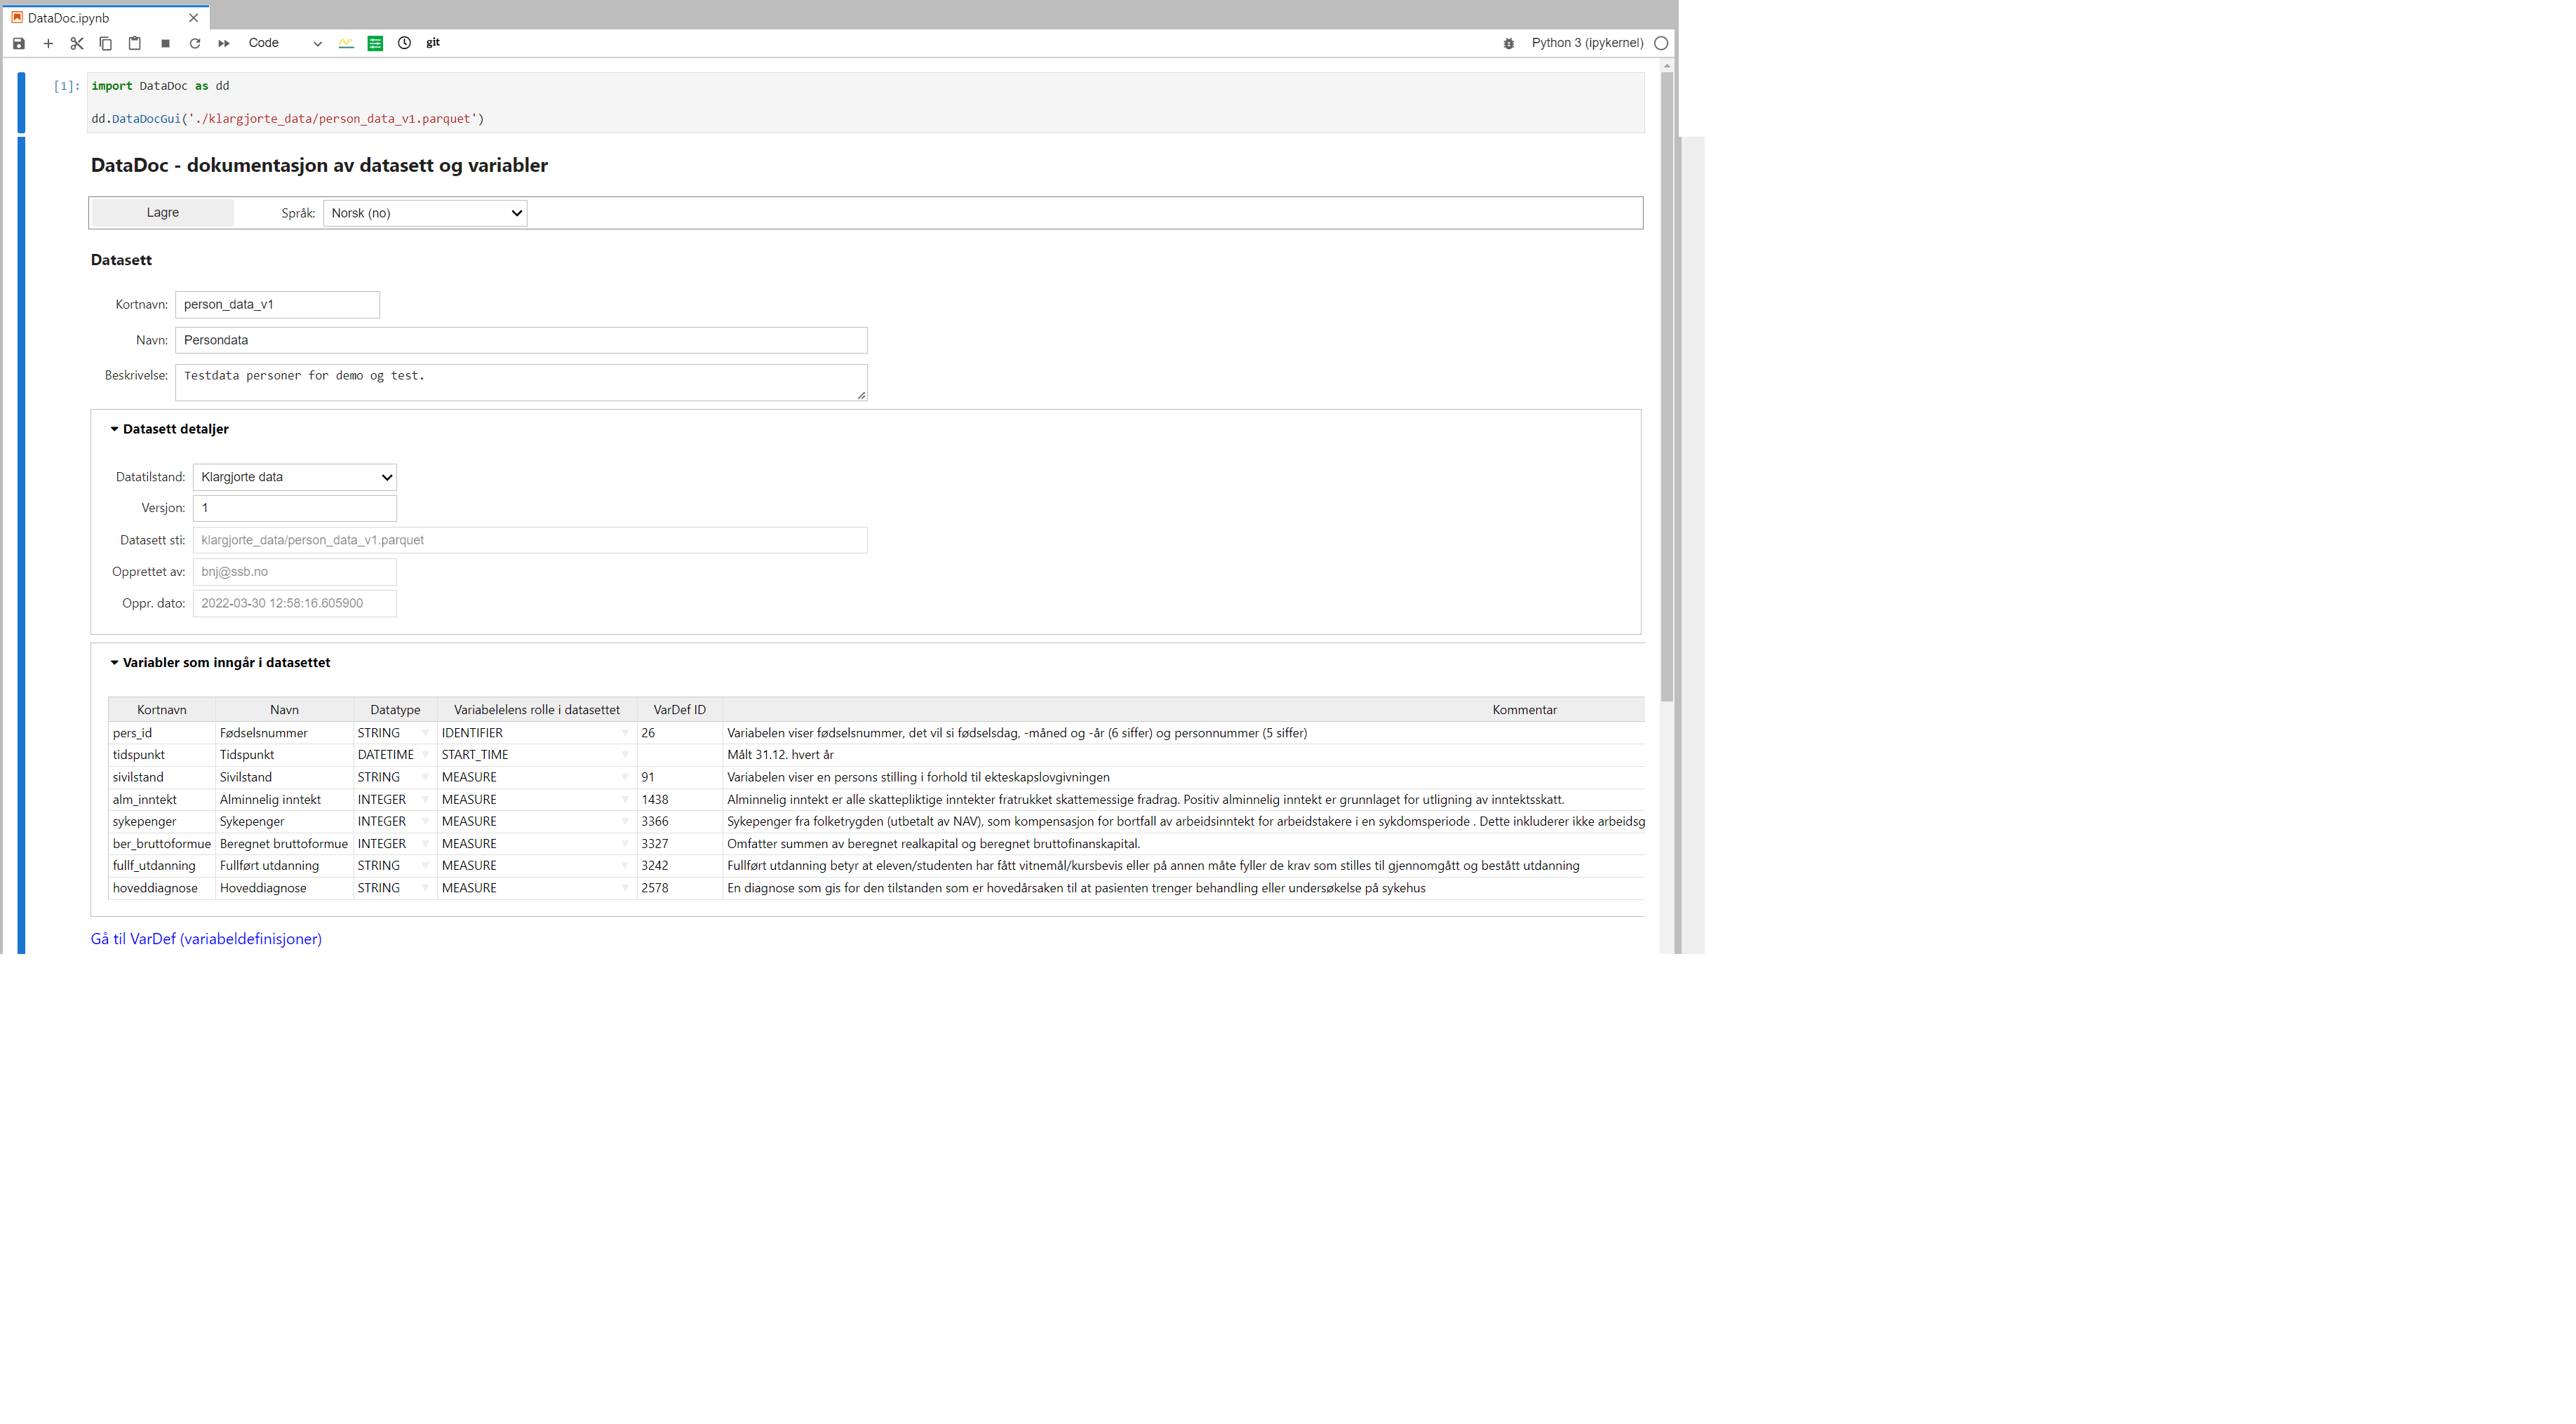 DataDoc.ipynb
Code git Python 3 (ipykernel)
[1]: import DataDoc as dd
dd.DataDocGui('./klargjorte_data/person_data_v1.parquet')
DataDoc - dokumentasjon av datasett og variabler
Lagre Språk: Norsk (no)
Datasett
Kortnavn: person_data_v1
Navn: Persondata
Beskrivelse: Testdata personer for demo og test.
Datasett detaljer
Datatilstand: Klargjorte data
Versjon: 1
Datasett sti: klargjorte_data/person_data_v1.parquet
Opprettet av: bnj@ssb.no
Oppr. dato: 2022-03-30 12:58:16.605900
Variabler som inngår i datasettet
Kortnavn Navn Datatype Variabelelens rolle i datasettet VarDef ID Kommentar
pers_id Fødselsnummer STRING IDENTIFIER 26 Variabelen viser fødselsnummer, det vil si fødselsdag, -måned og -år (6 siffer) og personnummer (5 siffer)
tidspunkt Tidspunkt DATETIME START_TIME Målt 31.12. hvert år
sivilstand Sivilstand STRING MEASURE 91 Variabelen viser en persons stilling i forhold til ekteskapslovgivningen
alm_inntekt Alminnelig inntekt INTEGER MEASURE 1438 Alminnelig inntekt er alle skattepliktige inntekter fratrukket skattemessige fradrag. Positiv alminnelig inntekt er grunnlaget for utligning av inntektsskatt.
sykepenger Sykepenger INTEGER MEASURE 3366 Sykepenger fra folketrygden (utbetalt av NAV), som kompensasjon for bortfall av arbeidsinntekt for arbeidstakere i en sykdomsperiode . Dette inkluderer ikke arbeidsg
ber_bruttoformue Beregnet bruttoformue INTEGER MEASURE 3327 Omfatter summen av beregnet realkapital og beregnet bruttofinanskapital.
fullf_utdanning Fullført utdanning STRING MEASURE 3242 Fullført utdanning betyr at eleven/studenten har fått vitnemål/kursbevis eller på annen måte fyller de krav som stilles til gjennomgått og bestått utdanning
hoveddiagnose Hoveddiagnose STRING MEASURE 2578 En diagnose som gis for den tilstanden som er hovedårsaken til at pasienten trenger behandling eller undersøkelse på sykehus
Gå til VarDef (variabeldefinisjoner)